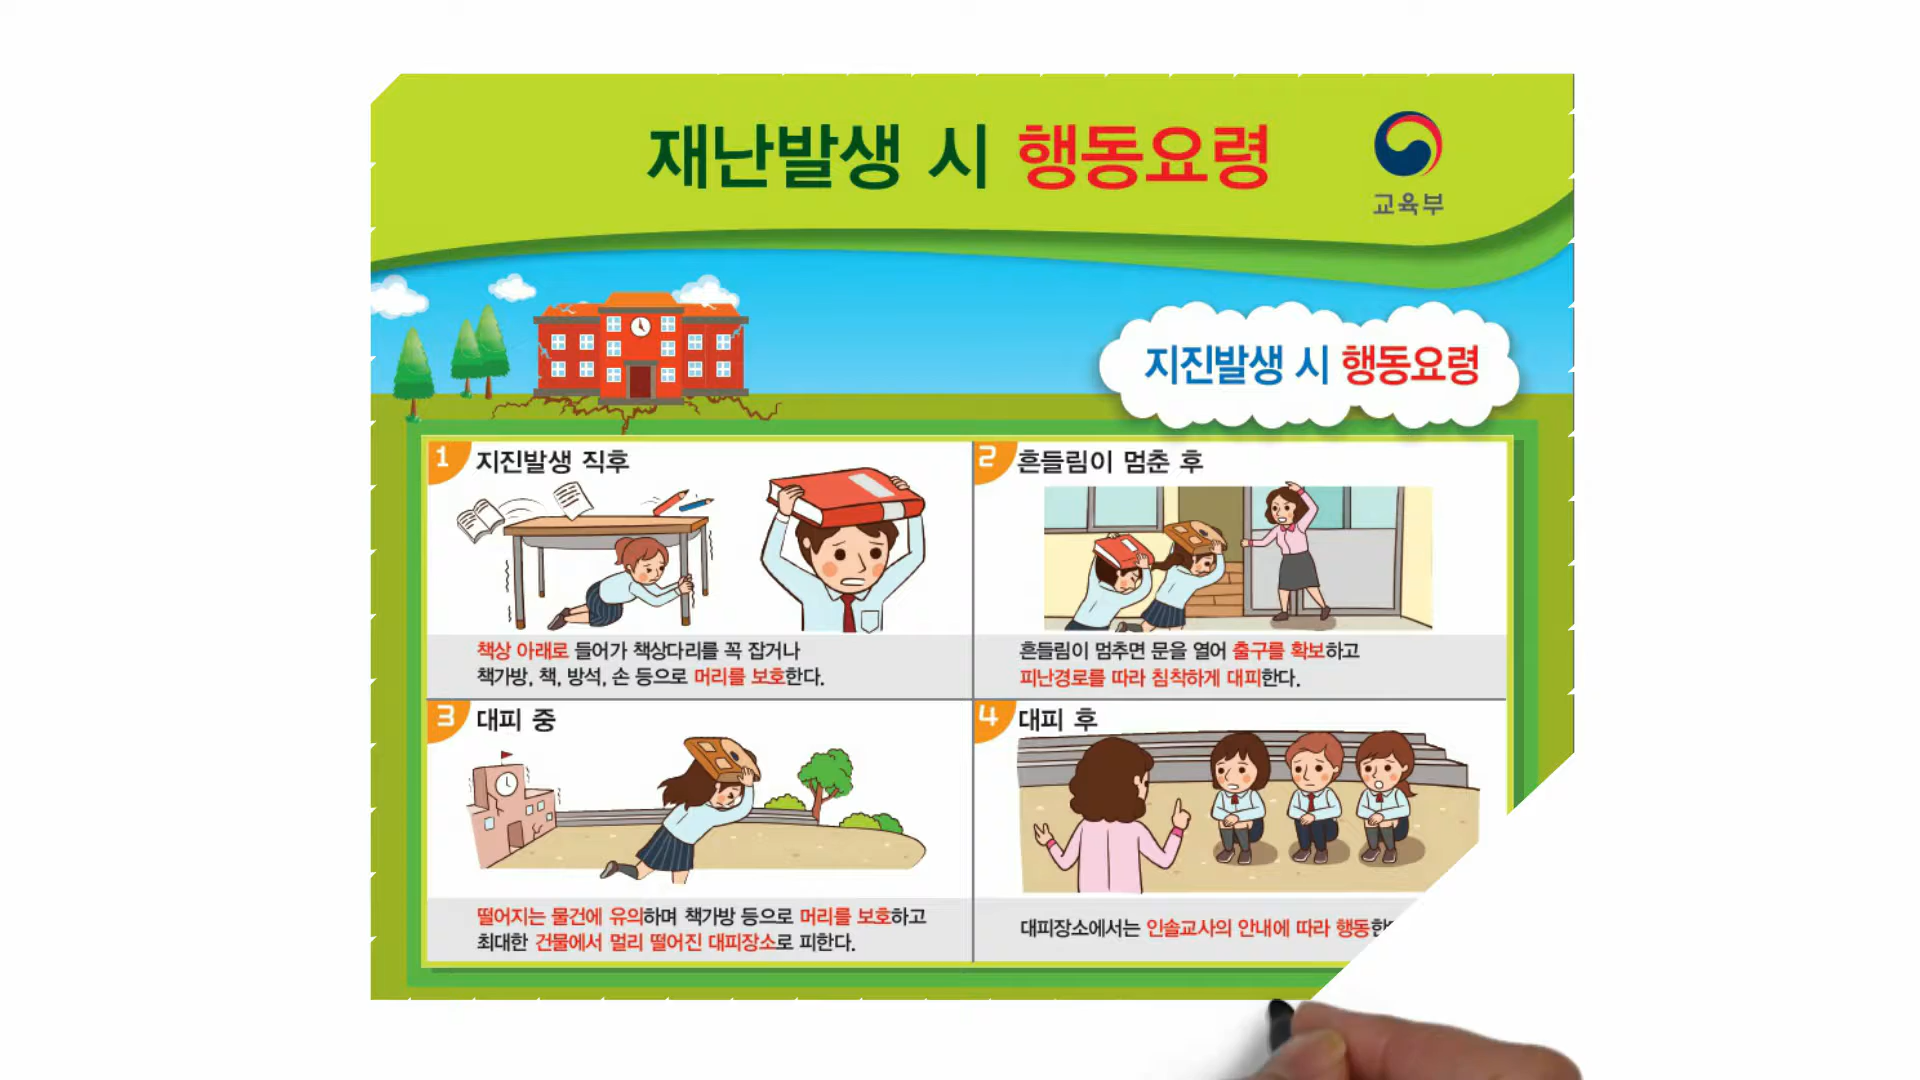 재난발생 시 행동요령
교육부
지진발생 시 행동요령
1 지진발생 직후
책상 아래로 들어가 책상다리를 꼭 잡거나
책가방, 책, 방석, 손 등으로 머리를 보호한다.
2 흔들림이 멈춘 후
흔들림이 멈추면 문을 열어 출구를 확보하고
피난경로를 따라 침착하게 대피한다.
3 대피 중
떨어지는 물건에 유의하며 책가방 등으로 머리를 보호하고
최대한 건물에서 멀리 떨어진 대피장소로 피한다.
4 대피 후
대피장소에서는 인솔교사의 안내에 따라